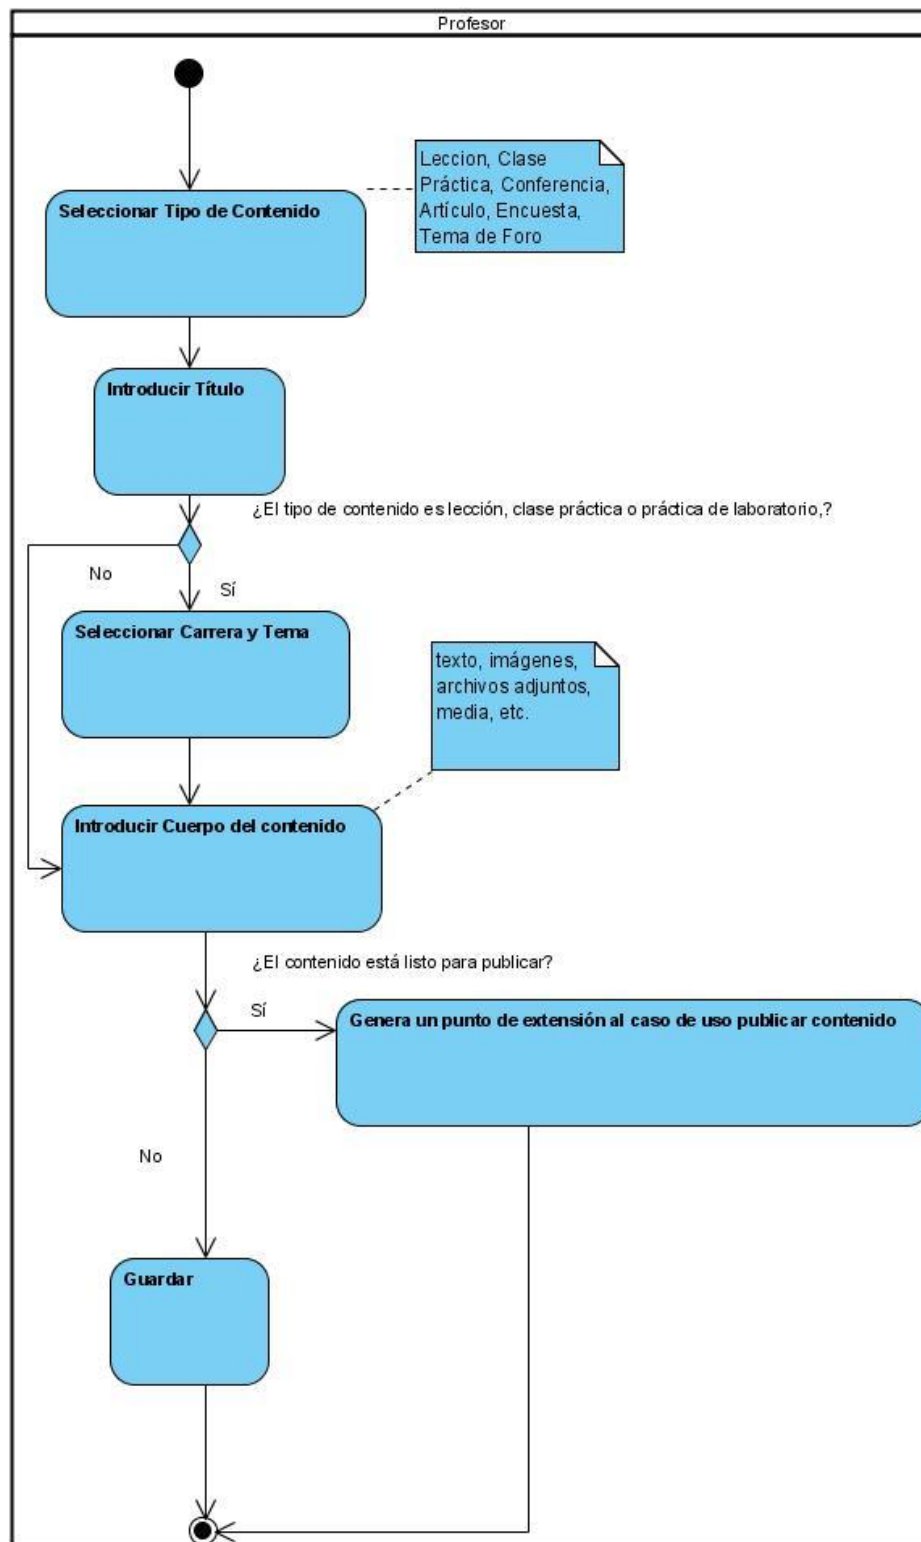 Profesor
Leccion, Clase
Práctica, Conferencia,
Artículo, Encuesta,
Tema de Foro
Seleccionar Tipo de Contenido
Introducir Título
¿El tipo de contenido es lección, clase práctica o práctica de laboratorio,?
No
Sí
Seleccionar Carrera y Tema
texto, imágenes,
archivos adjuntos,
media, etc.
Introducir Cuerpo del contenido
¿El contenido está listo para publicar?
Sí
Genera un punto de extensión al caso de uso publicar contenido
No
Guardar